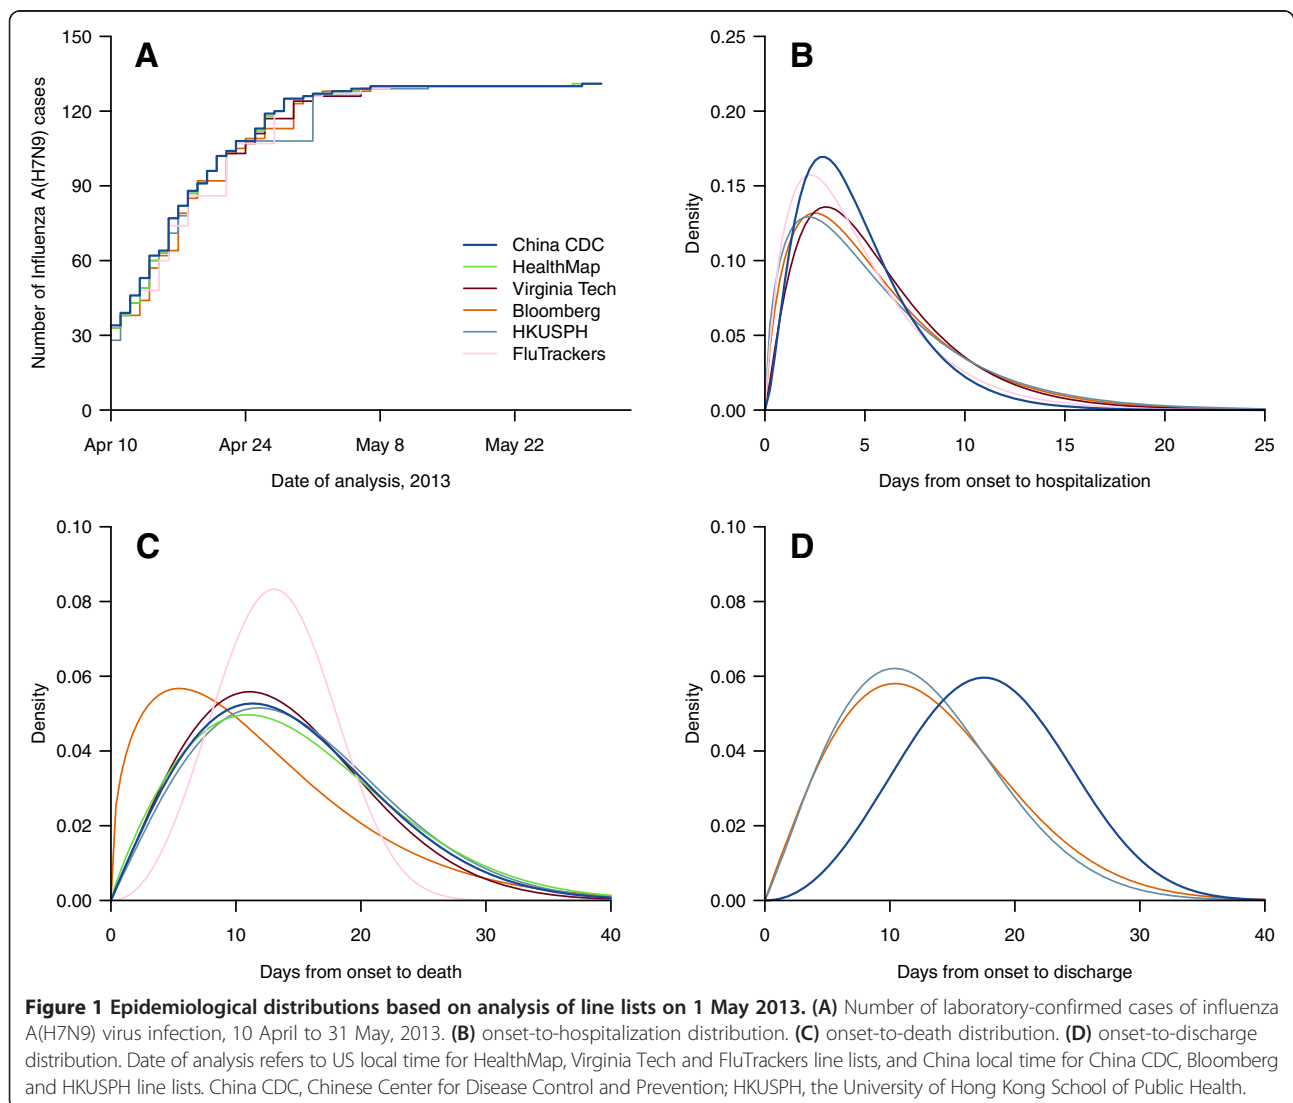 A
150
120
90
60
30
0
Number of Influenza A(H7N9) cases
China CDC
HealthMap
Virginia Tech
Bloomberg
HKUSPH
FluTrackers
Apr 10 Apr 24 May 8 May 22
Date of analysis, 2013
B
0.25
0.20
0.15
0.10
0.05
0.00
Density
0 5 10 15 20 25
Days from onset to hospitalization
C
0.10
0.08
0.06
0.04
0.02
0.00
Density
0 10 20 30 40
Days from onset to death
D
0.10
0.08
0.06
0.04
0.02
0.00
Density
0 10 20 30 40
Days from onset to discharge
Figure 1 Epidemiological distributions based on analysis of line lists on 1 May 2013. (A) Number of laboratory-confirmed cases of influenza
A(H7N9) virus infection, 10 April to 31 May, 2013. (B) onset-to-hospitalization distribution. (C) onset-to-death distribution. (D) onset-to-discharge
distribution. Date of analysis refers to US local time for HealthMap, Virginia Tech and FluTrackers line lists, and China local time for China CDC, Bloomberg
and HKUSPH line lists. China CDC, Chinese Center for Disease Control and Prevention; HKUSPH, the University of Hong Kong School of Public Health.